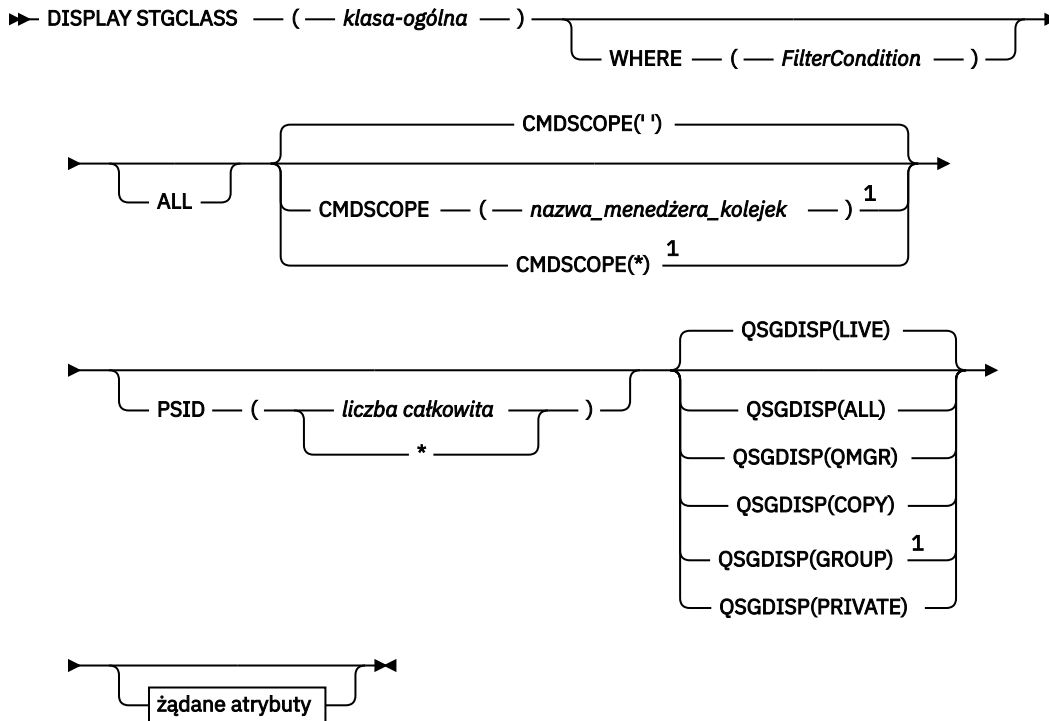 DISPLAY STGCLASS ( klasa-ogólna )
WHERE ( FilterCondition )
ALL
CMDSCOPE(' ')
CMDSCOPE ( nazwa_menedżera_kolejek ) 1
CMDSCOPE(*) 1
PSID ( liczba całkowita )
*
QSGDISP(LIVE)
QSGDISP(ALL)
QSGDISP(QMGR)
QSGDISP(COPY)
QSGDISP(GROUP) 1
QSGDISP(PRIVATE)
żądane atrybuty